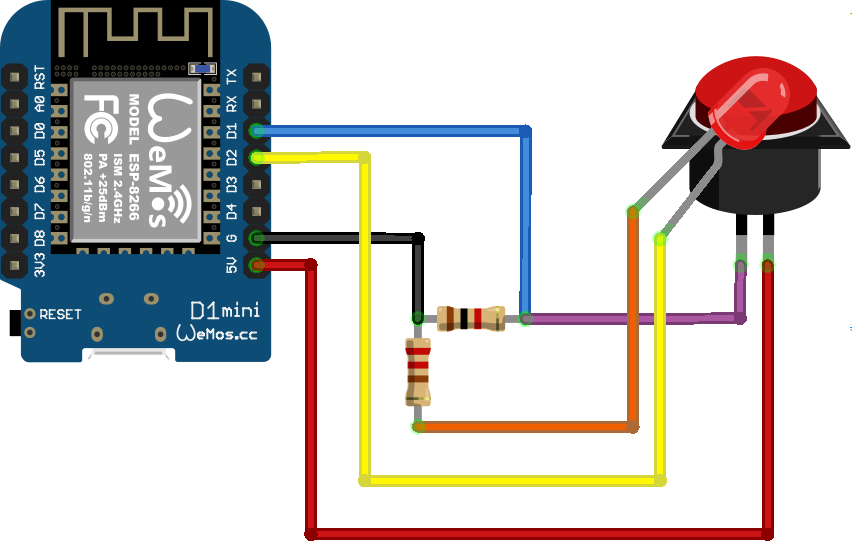 RST
A0
D0
D5
D6
D7
D8
3V3
TX
RX
D1
D2
D3
D4
G
5V
WeMos
MODEL ESP-8266
FC
ISM 2.4GHz
PA +25dBm
802.11b/g/n
RESET
D1mini
WeMos.cc